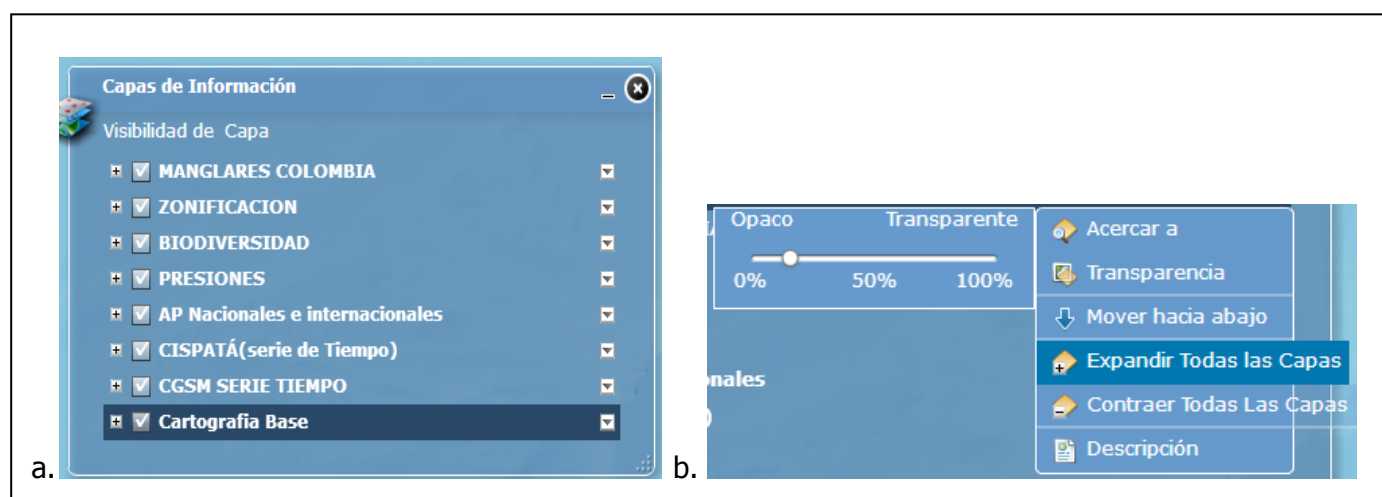 Capas de Información
Visibilidad de Capa
MANGLARES COLOMBIA
ZONIFICACION
BIODIVERSIDAD
PRESIONES
AP Nacionales e internacionales
CISPATÁ(serie de Tiempo)
CGSM SERIE TIEMPO
Cartografia Base
a.
Opaco Transparente
0% 50% 100%
Acercar a
Transparencia
Mover hacia abajo
Expandir Todas las Capas
Contraer Todas Las Capas
Descripción
onales
b.